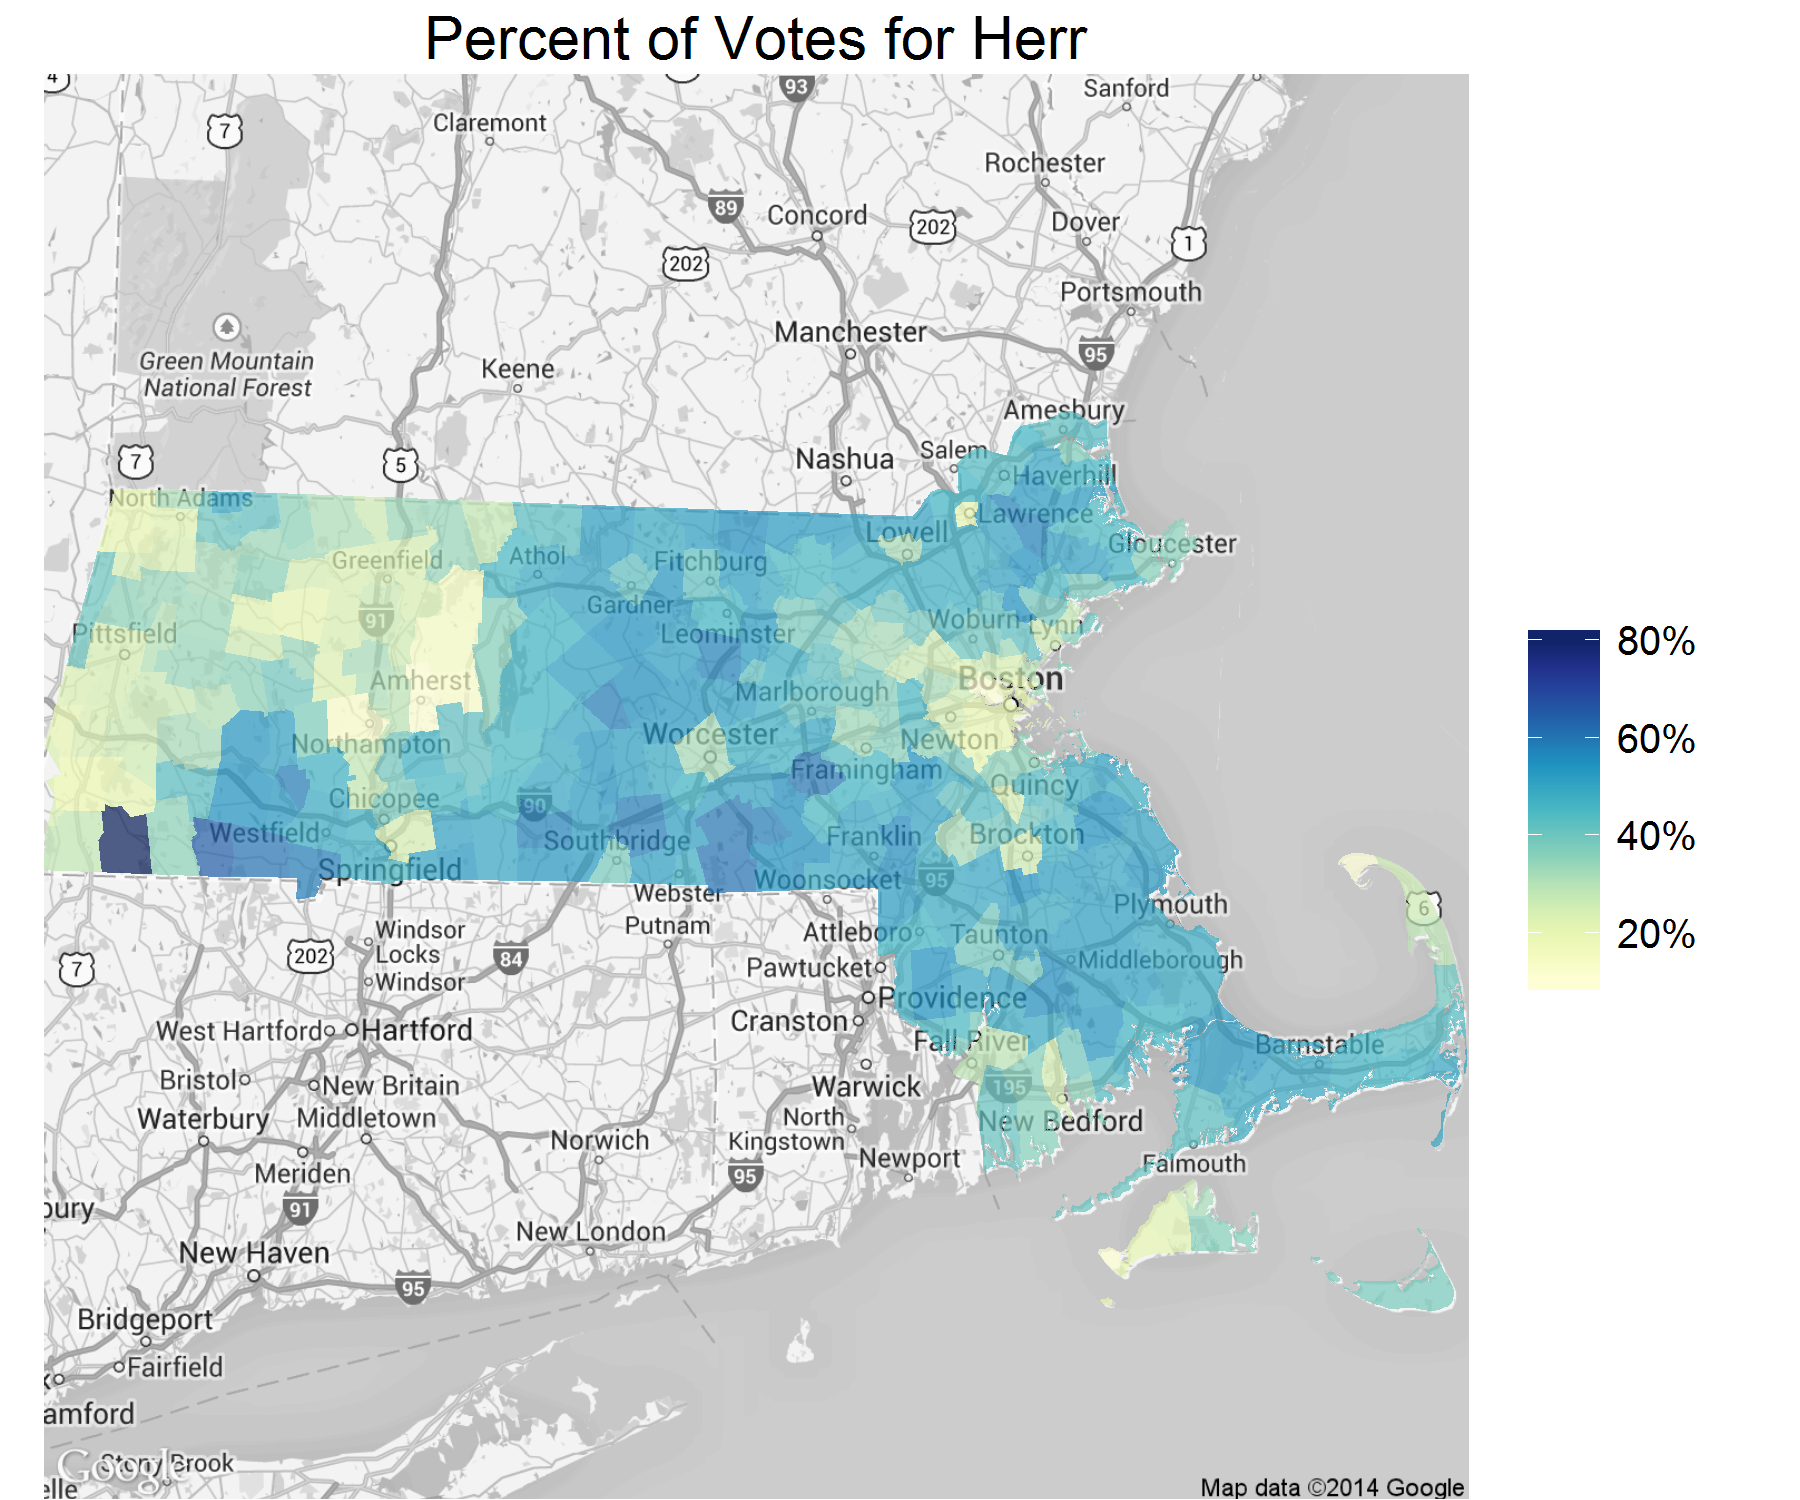 Percent of Votes for Herr
4
93
Sanford
7
Claremont
Rochester
89
Concord
202
Dover
1
202
Portsmouth
Manchester
Green Mountain
National Forest
Keene
95
Amesbury
7
5
Nashua
Salem
Haverhill
North Adams
Lawrence
Lowell
Gloucester
Greenfield
Athol
Fitchburg
91
Gardner
Leominster
Woburn
Lynn
Pittsfield
80%
Amherst
Marlborough
Boston
Northampton
Worcester
Newton
60%
Framingham
Quincy
Chicopee
90
Westfield
Southbridge
Franklin
Brockton
40%
Springfield
Woonsocket
95
Webster
Plymouth
6
Windsor
Locks
Putnam
Attleboro
Taunton
20%
202
84
7
Windsor
Pawtucket
Middleborough
Providence
West Hartford
Hartford
Cranston
Fall River
Barnstable
Bristol
New Britain
Warwick
195
Waterbury
Middletown
North
Kingstown
New Bedford
Norwich
Meriden
95
Newport
Falmouth
bury
91
New London
New Haven
95
Bridgeport
Fairfield
x
amford
Google
Stony Brook
elle
Map data ©2014 Google